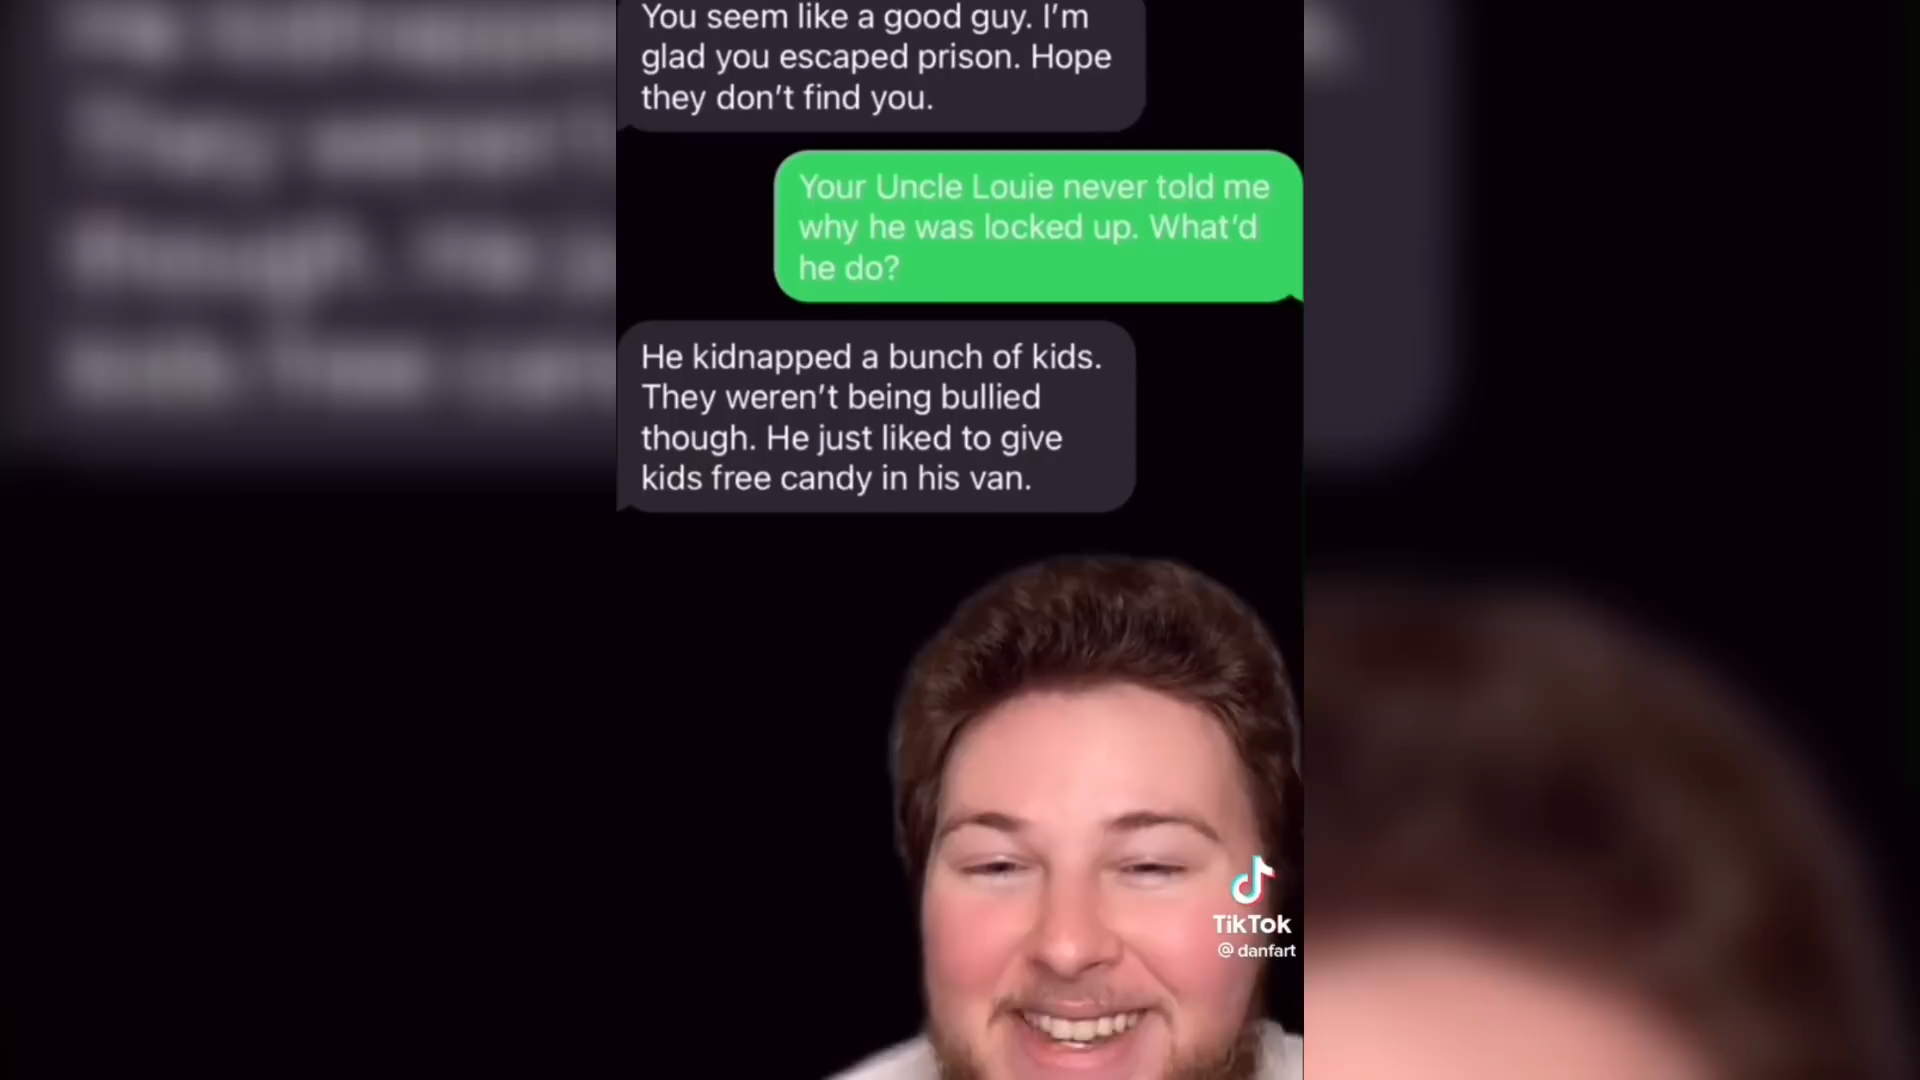 You seem like a good guy. I’m
glad you escaped prison. Hope
they don’t find you.
Your Uncle Louie never told me
why he was locked up. What’d
he do?
He kidnapped a bunch of kids.
They weren’t being bullied
though. He just liked to give
kids free candy in his van.
TikTok
@danfart